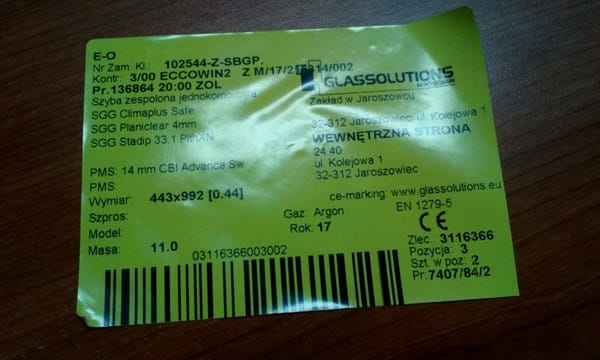 E-O
Nr Zam. Kl.: 102544-Z-SBGP.
Kontr: 3/00 ECCOWIN2 Z M/17/2 214/002
Pr.136864 20:00 ZOL
GLASSOLUTIONS
Szyba zespolona jednokomorowa
Zakład w Jaroszowcu
SGG Climaplus Safe
SGG Planiclear 4mm
32-312 Jaroszowiec ul. Kolejowa 1
SGG Stadip 33.1
WEWNĘTRZNA STRONA
24.40
PMS: 14 mm CBI Advance Sw
ul. Kolejowa 1
PMS:
32-312 Jaroszowiec
Wymiar: 443x992 [0.44]
ce-marking: www.glassolutions.eu
Szpros:
Gaz: Argon
EN 1279-5
Model:
Rok: 17
CE
Masa: 11.0
03116366003002
Zlec.: 3116366
Pozycja: 3
Szt. w poz: 2
Pr:7407/84/2